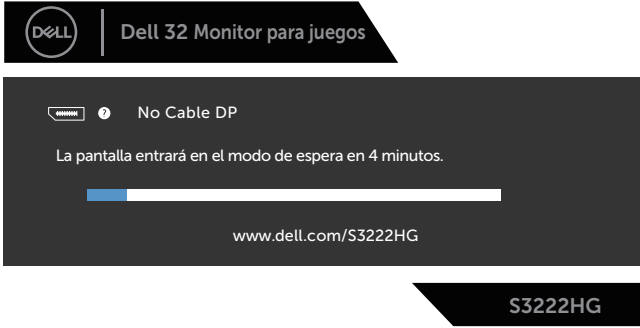 DELL
Dell 32 Monitor para juegos
? No Cable DP
La pantalla entrará en el modo de espera en 4 minutos.
www.dell.com/S3222HG
S3222HG